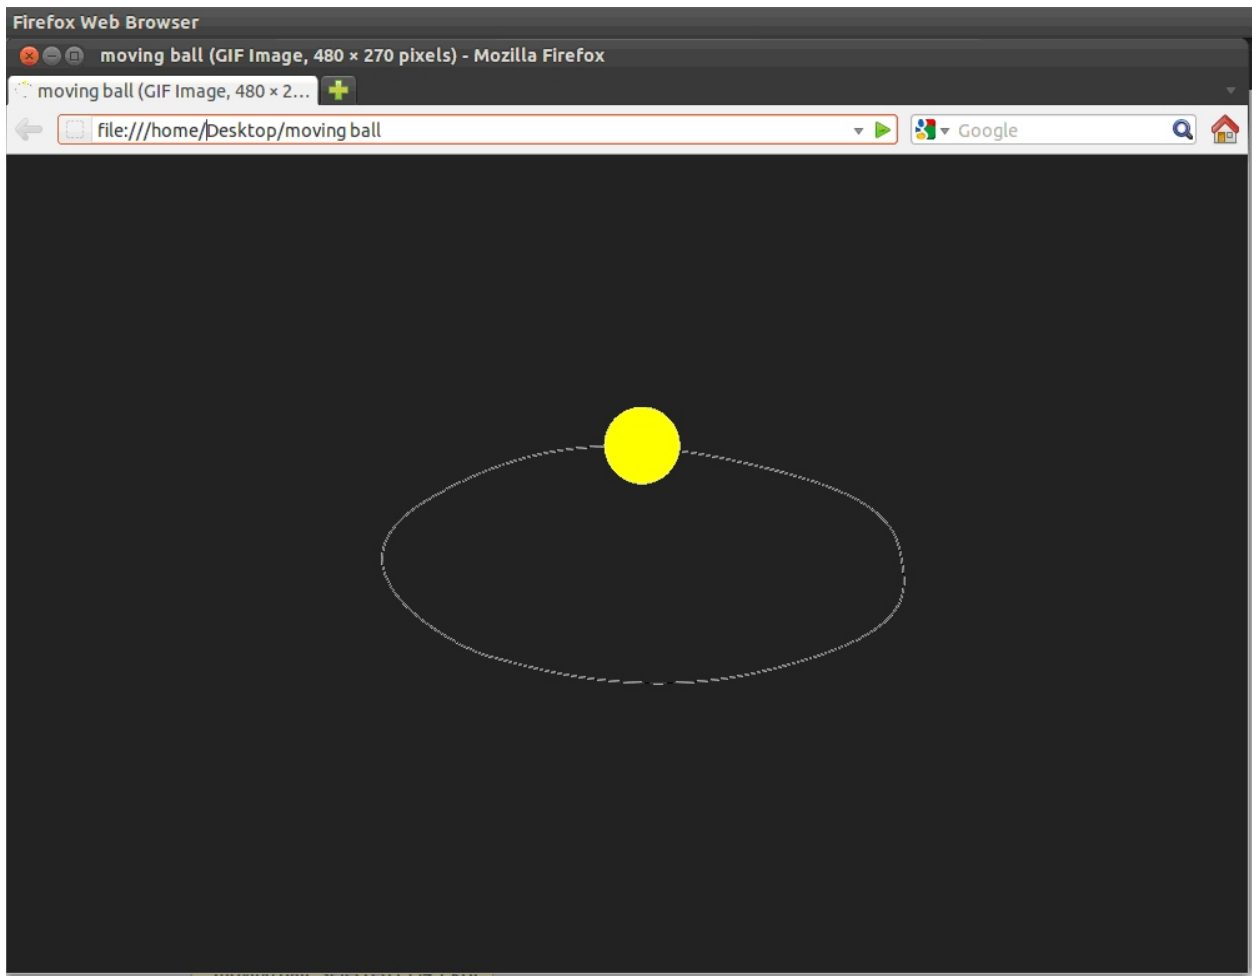 Firefox Web Browser
moving ball (GIF Image, 480 × 270 pixels) - Mozilla Firefox
moving ball (GIF Image, 480 × 2...
file:///home/Desktop/moving ball
Google